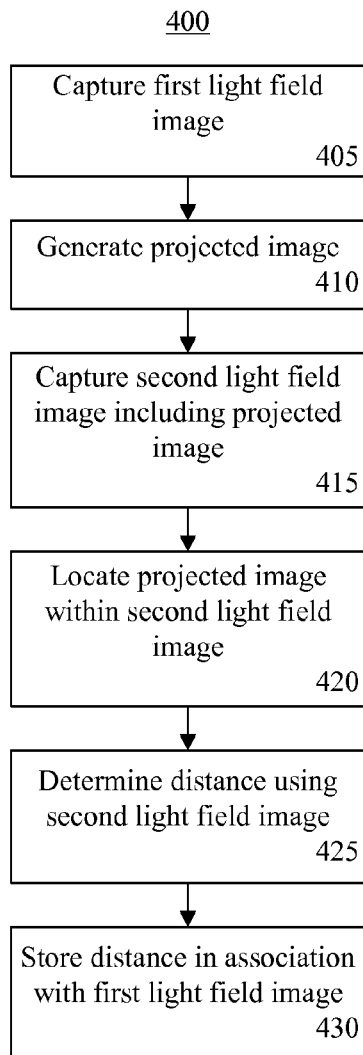 400
Capture first light field
image
405
Generate projected image
410
Capture second light field
image including projected
image
415
Locate projected image
within second light field
image
420
Determine distance using
second light field image
425
Store distance in association
with first light field image
430